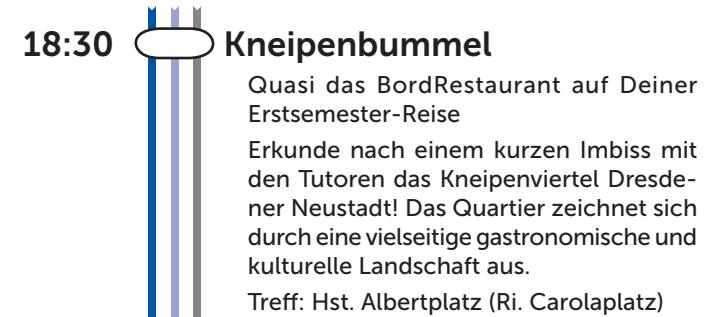 18:30 Kneipenbummel
Quasi das BordRestaurant auf Deiner
Erstsemester-Reise
Erkunde nach einem kurzen Imbiss mit
den Tutoren das Kneipenviertel Dresde-
ner Neustadt! Das Quartier zeichnet sich
durch eine vielseitige gastronomische und
kulturelle Landschaft aus.
Treff: Hst. Albertplatz (Ri. Carolaplatz)